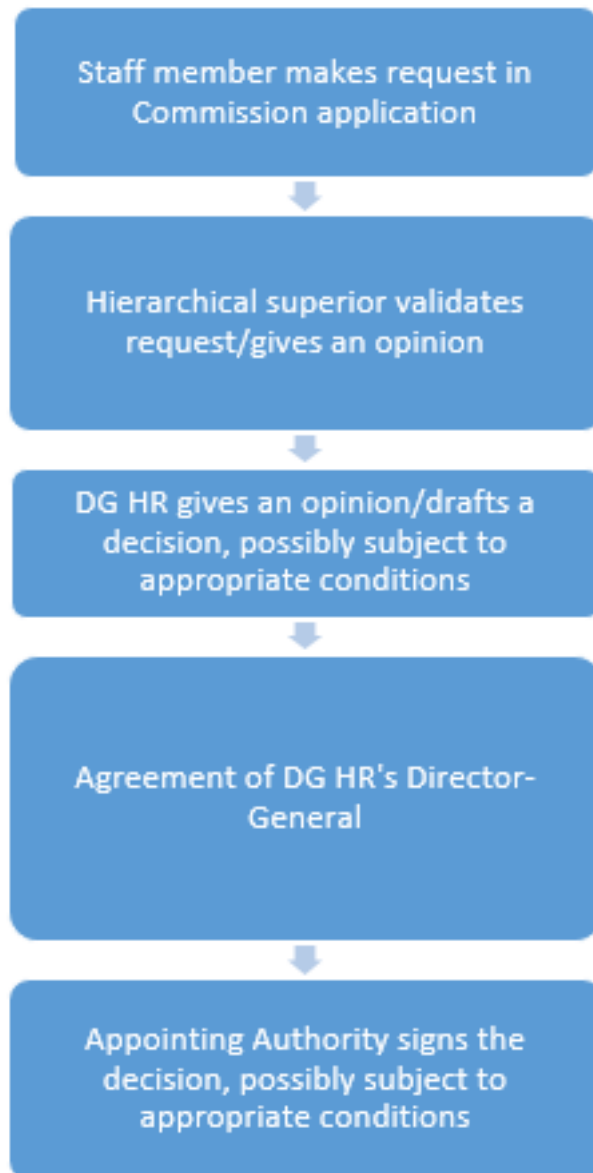 Staff member makes request in
Commission application
Hierarchical superior validates
request/gives an opinion
DG HR gives an opinion/drafts a
decision, possibly subject to
appropriate conditions
Agreement of DG HR's Director-
General
Appointing Authority signs the
decision, possibly subject to
appropriate conditions